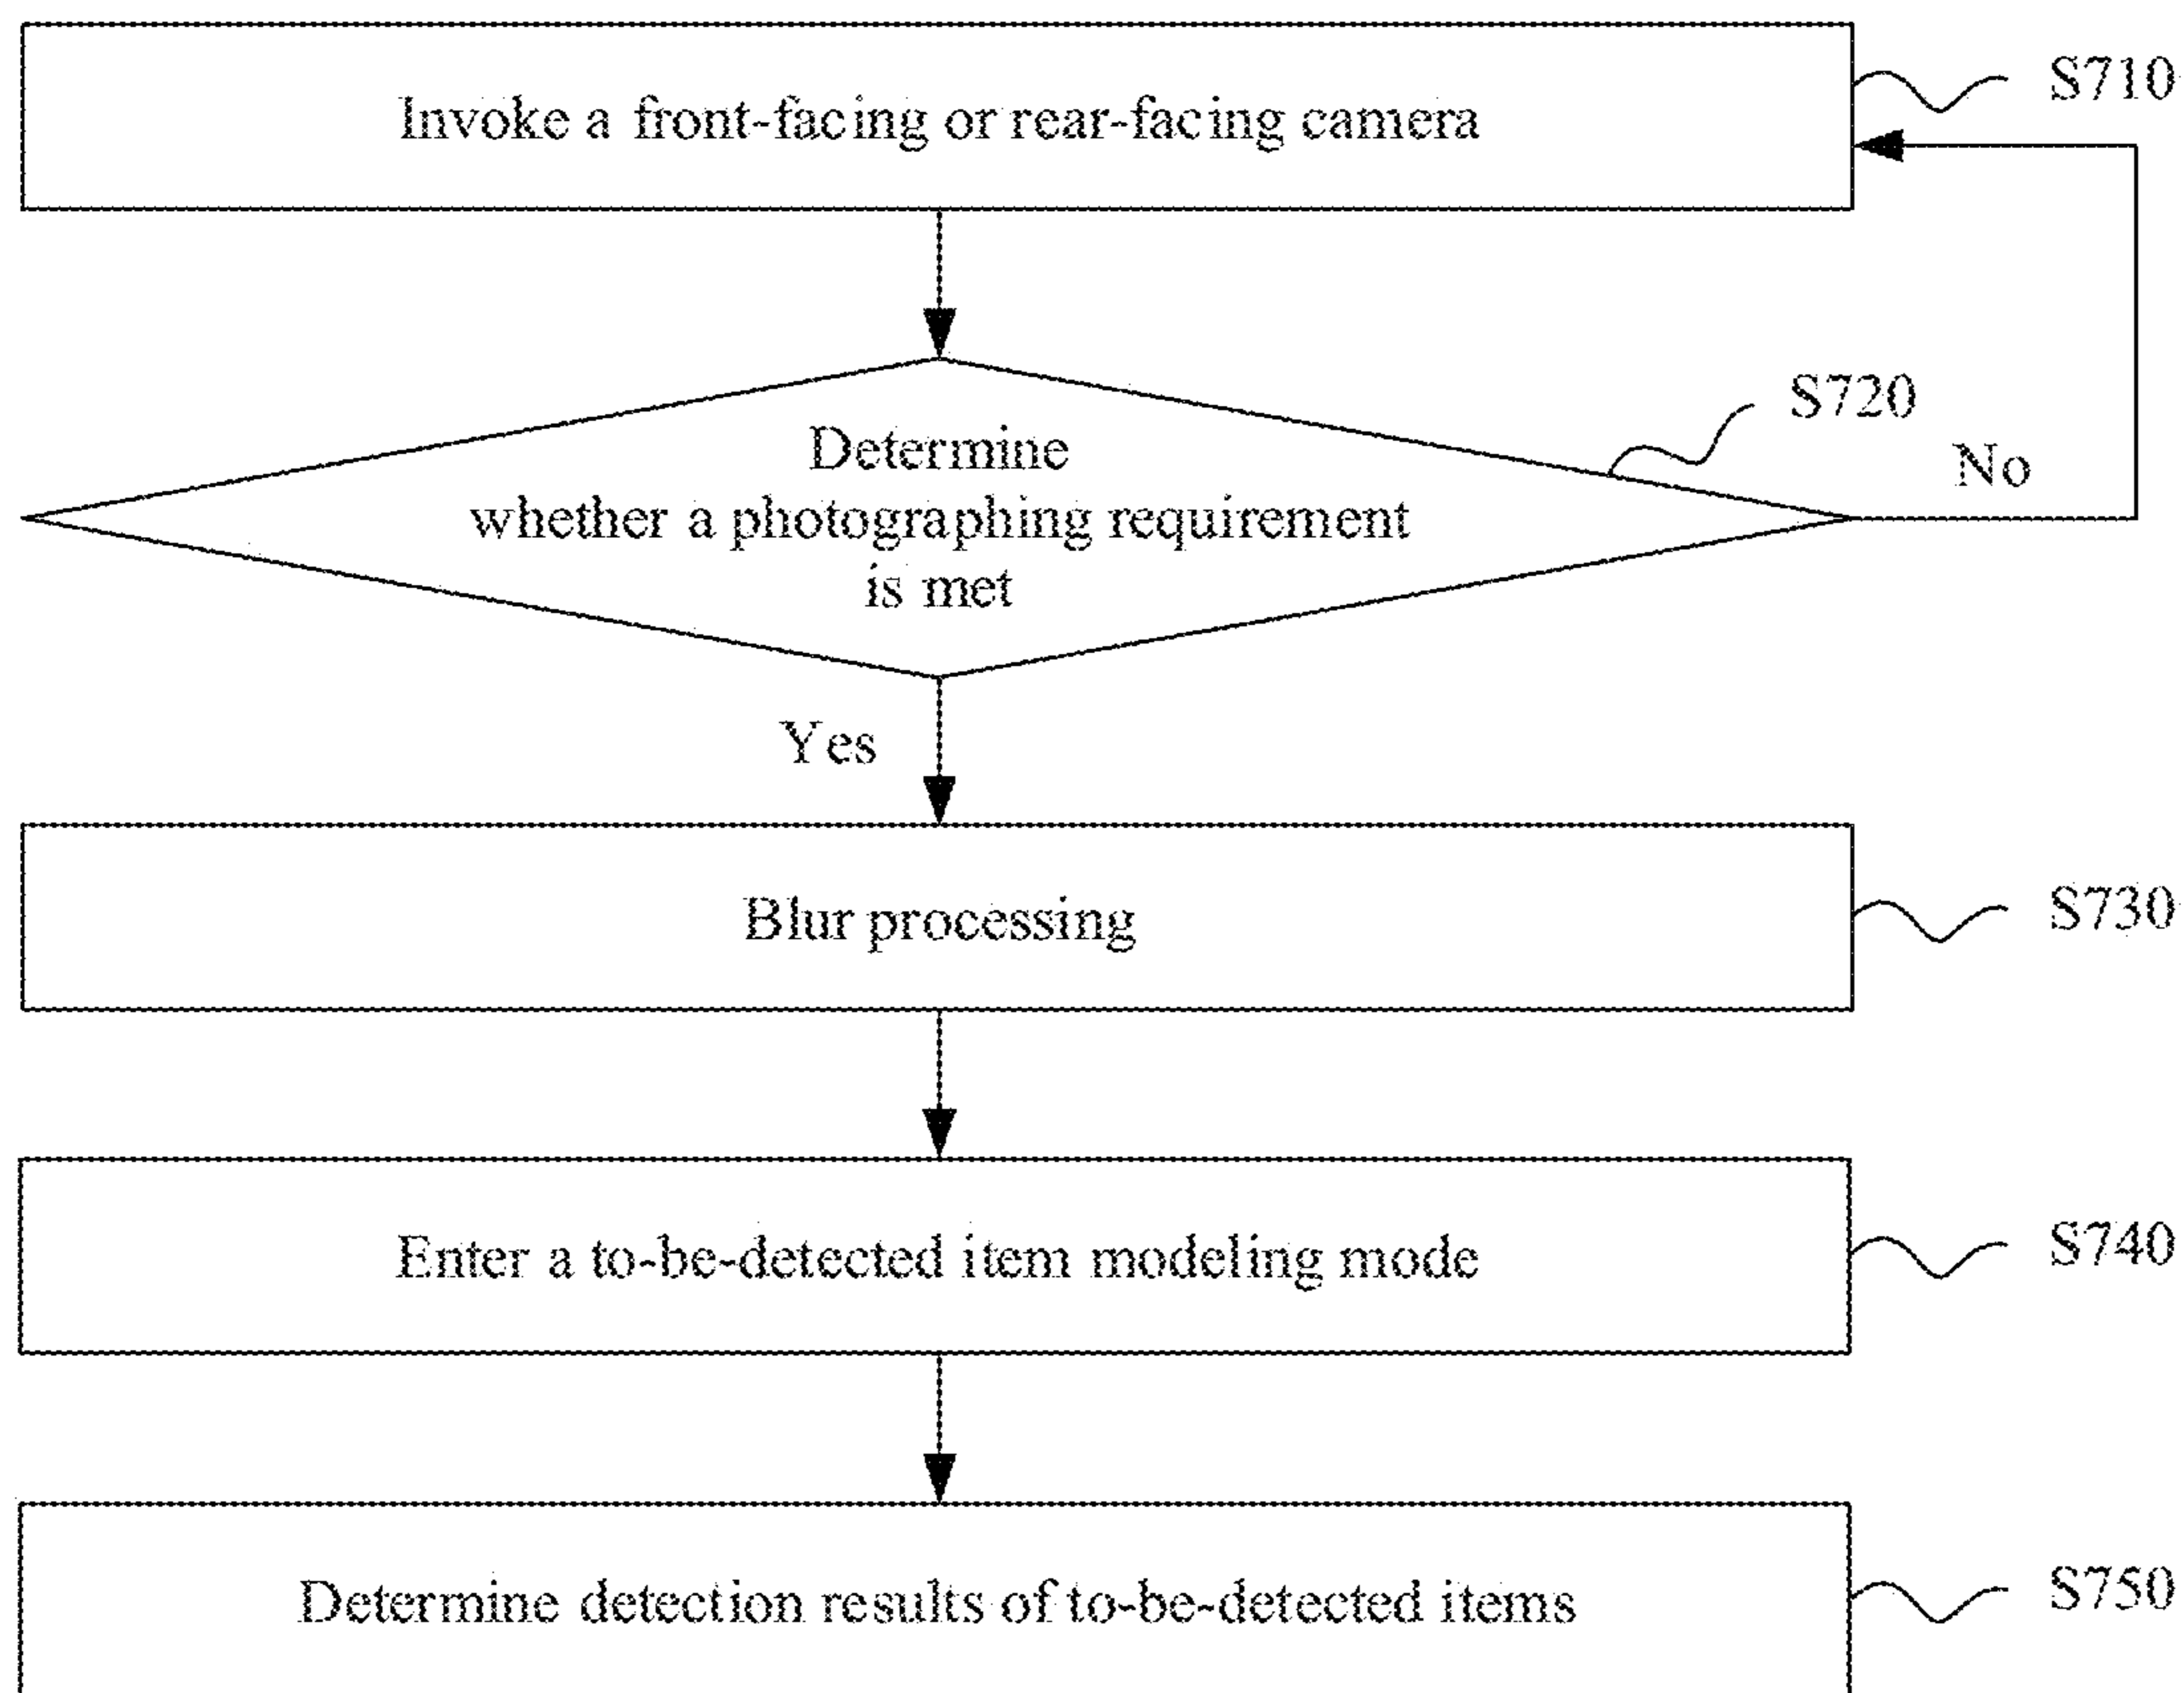 Invoke a front-facing or rear-facing camera
S710
Determine
whether a photographing requirement
is met
S720
No
Yes
Blur processing
S730
Enter a to-be-detected item modeling mode
S740
Determine detection results of to-be-detected items
S750